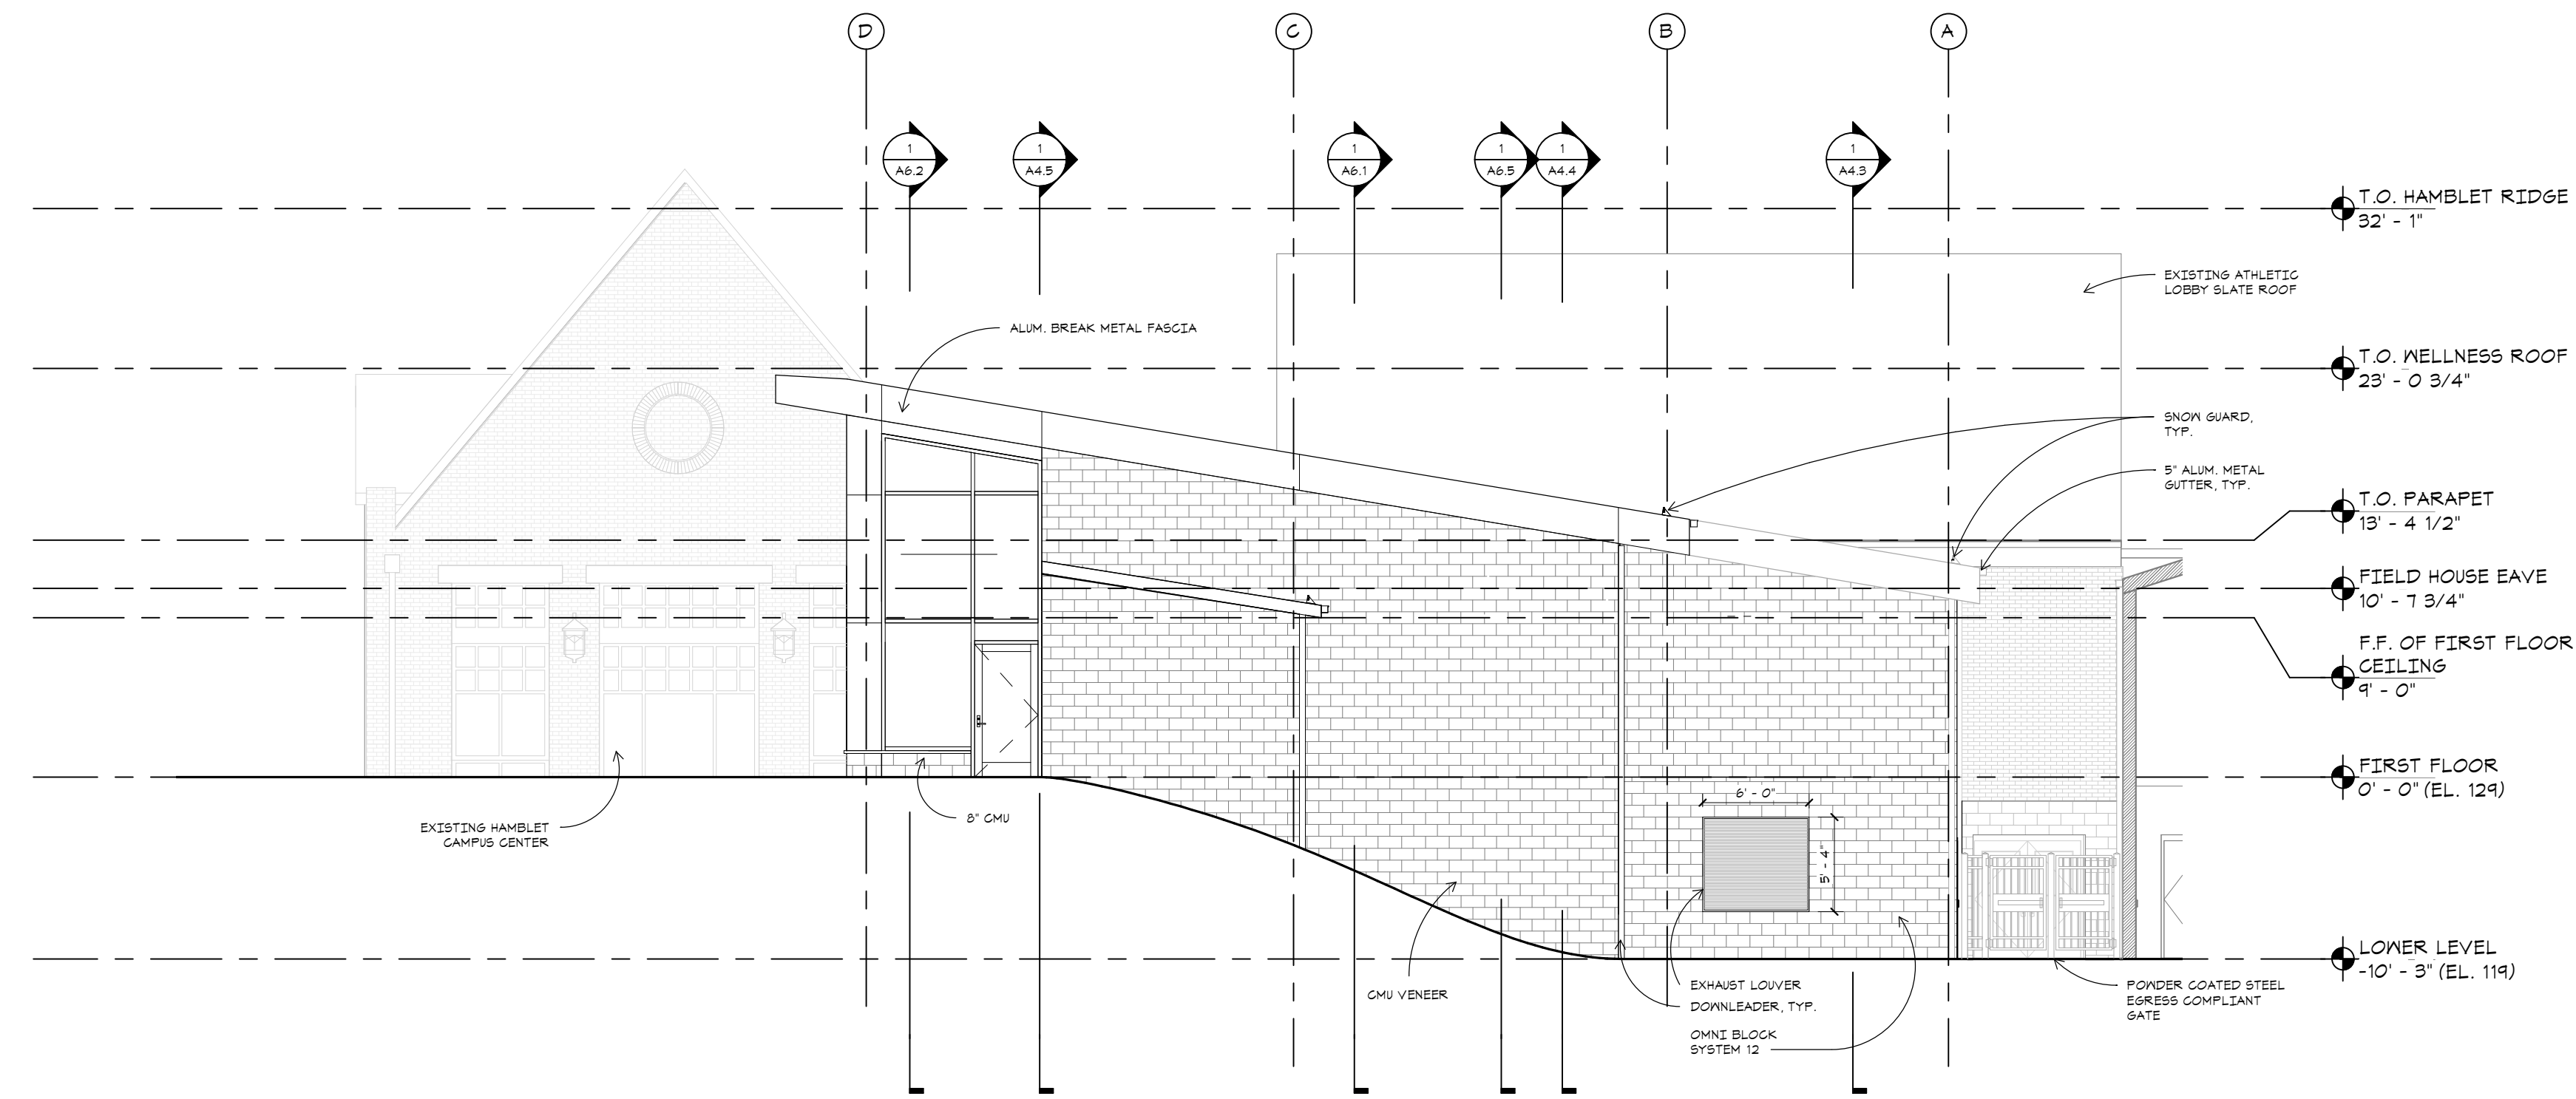 D
C
B
A
1
A6.2
1
A4.5
1
A6.1
1
A6.5
1
A4.4
1
A4.3
T.O. HAMBLET RIDGE
32' - 1"
EXISTING ATHLETIC
LOBBY SLATE ROOF
ALUM. BREAK METAL FASCIA
T.O. WELLNESS ROOF
23' - 0 3/4"
SNOW GUARD,
TYP.
5" ALUM. METAL
GUTTER, TYP.
T.O. PARAPET
13' - 4 1/2"
FIELD HOUSE EAVE
10' - 7 3/4"
F.F. OF FIRST FLOOR
CEILING
9' - 0"
FIRST FLOOR
0' - 0" (EL. 129)
6' - 0"
5' - 4"
EXISTING HAMBLET
CAMPUS CENTER
8" CMU
LOWER LEVEL
-10' - 3" (EL. 119)
CMU VENEER
EXHAUST LOUVER
DOWNLEADER, TYP.
OMNI BLOCK
SYSTEM 12
POWDER COATED STEEL
EGRESS COMPLIANT
GATE